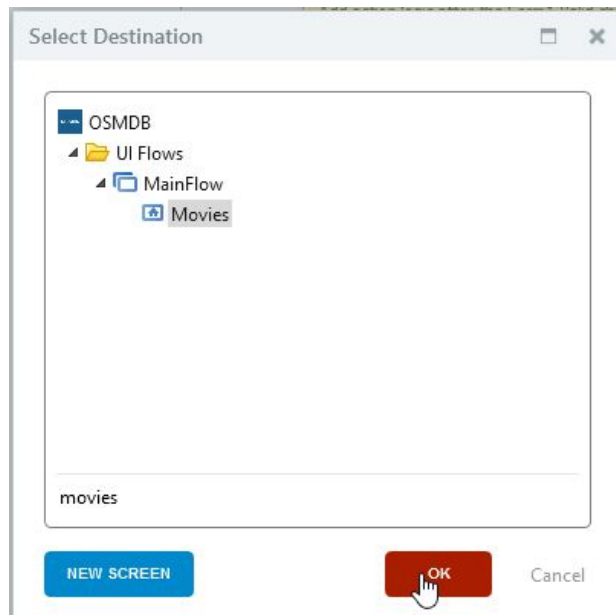 Select Destination
OSMDB
UI Flows
MainFlow
Movies
movies
NEW SCREEN
OK
Cancel